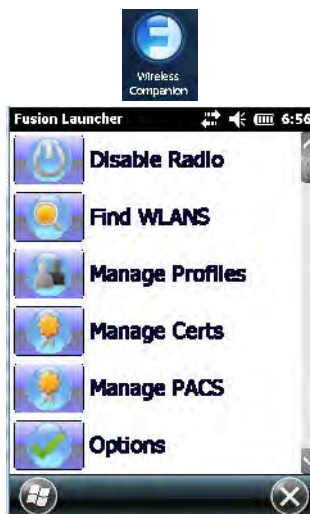 Wireless
Companion
Fusion Launcher 6:56
Disable Radio
Find WLANS
Manage Profiles
Manage Certs
Manage PACS
Options